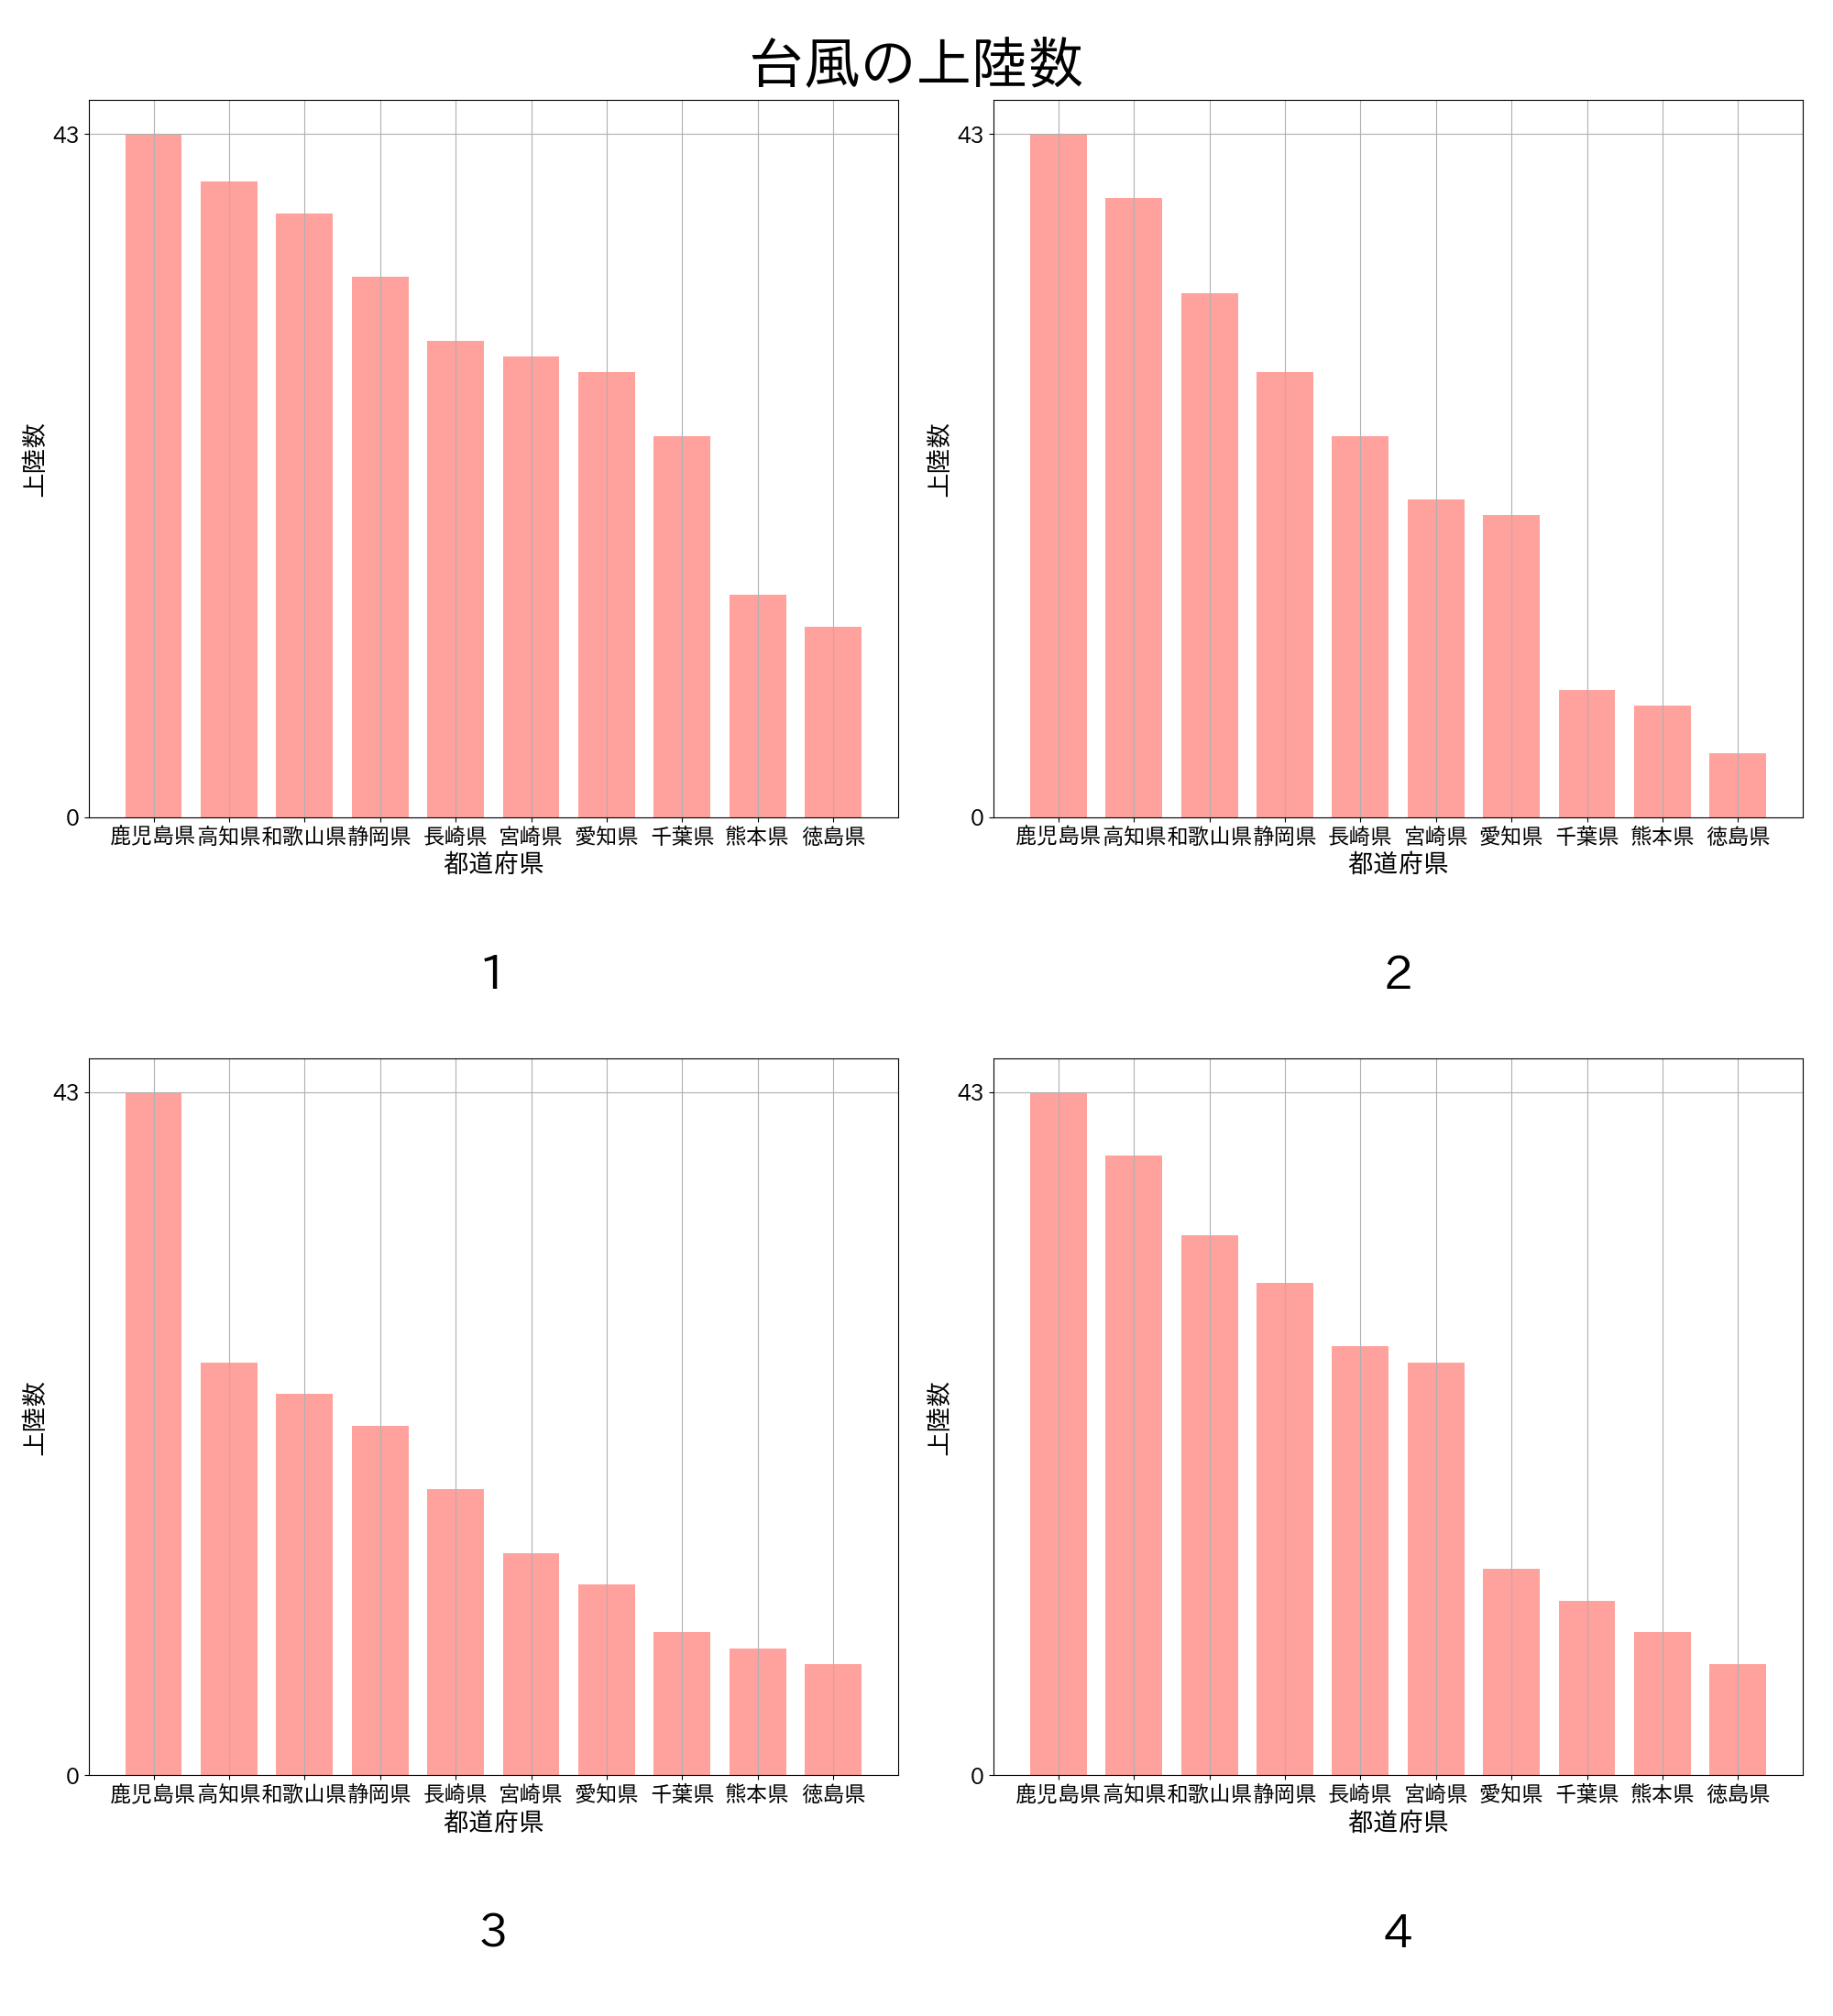 台風の上陸数
43
上陸数
0
鹿児島県 高知県 和歌山県 静岡県 長崎県 宮崎県 愛知県 千葉県 熊本県 徳島県
都道府県
1
43
上陸数
0
鹿児島県 高知県 和歌山県 静岡県 長崎県 宮崎県 愛知県 千葉県 熊本県 徳島県
都道府県
2
43
上陸数
0
鹿児島県 高知県 和歌山県 静岡県 長崎県 宮崎県 愛知県 千葉県 熊本県 徳島県
都道府県
3
43
上陸数
0
鹿児島県 高知県 和歌山県 静岡県 長崎県 宮崎県 愛知県 千葉県 熊本県 徳島県
都道府県
4